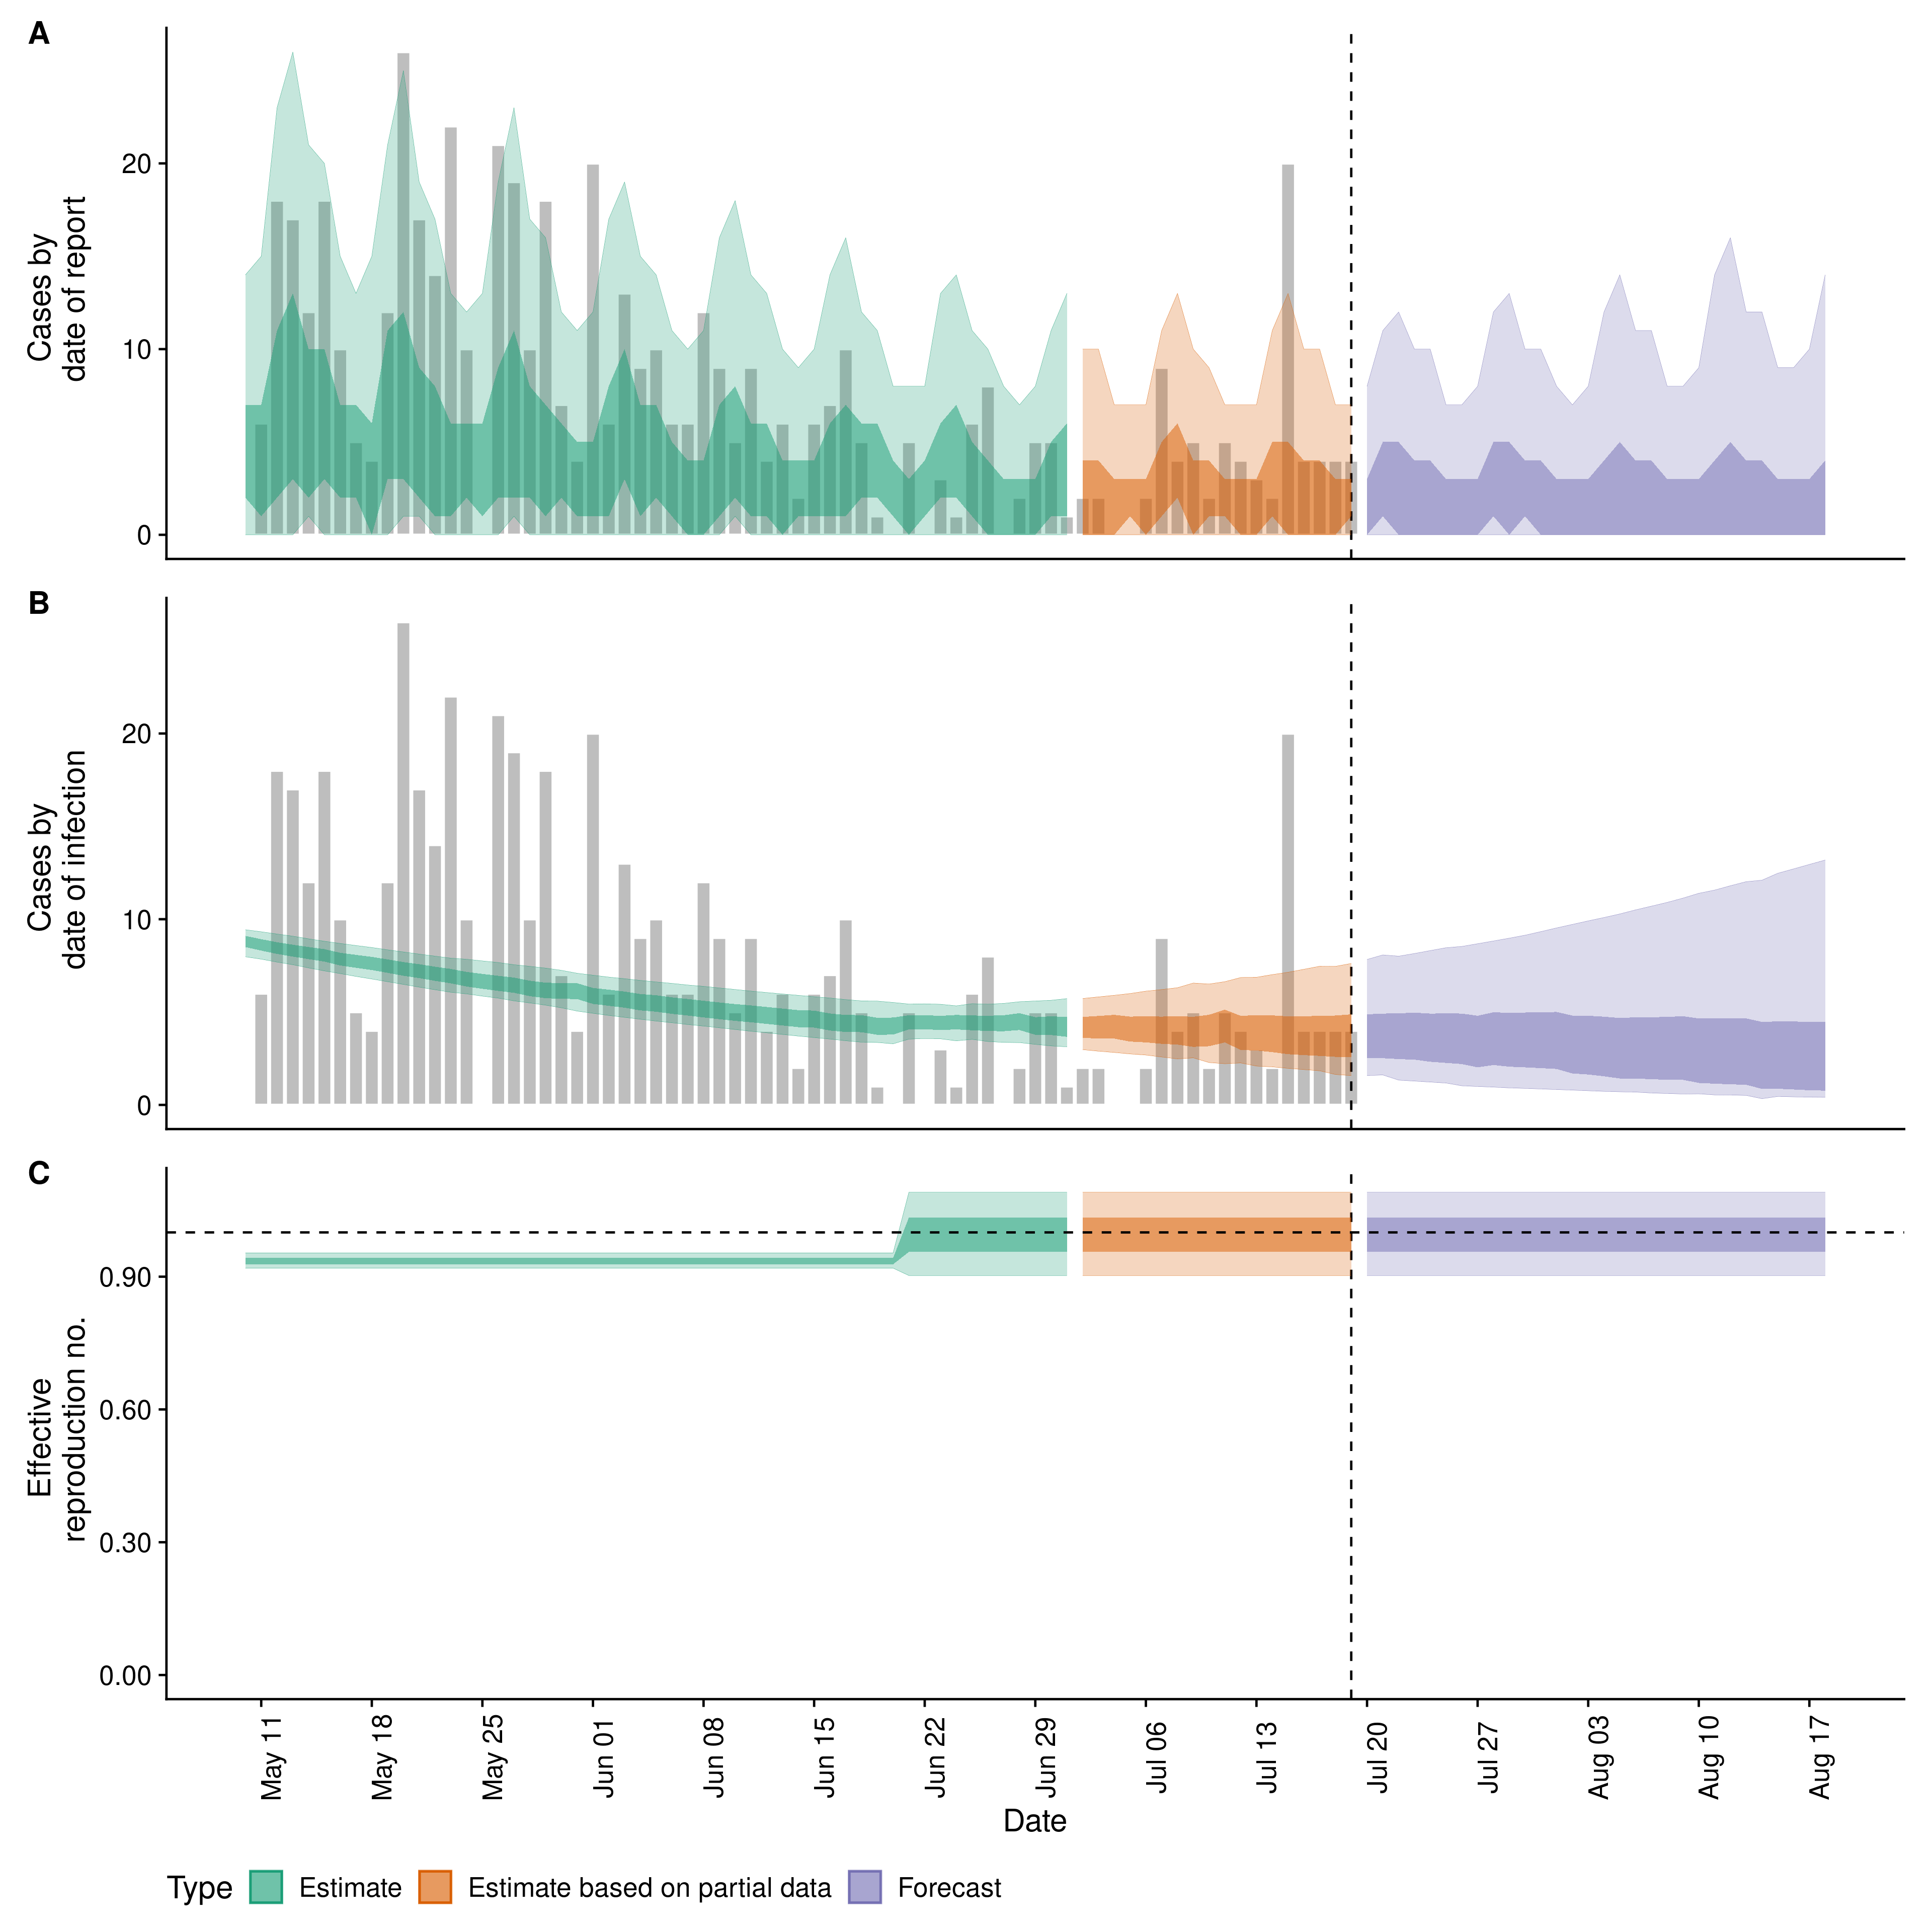 A
Cases by
date of report
20
10
0
B
Cases by
date of infection
20
10
0
C
Effective
reproduction no.
0.90
0.60
0.30
0.00
May 11
May 18
May 25
Jun 01
Jun 08
Jun 15
Jun 22
Jun 29
Jul 06
Jul 13
Jul 20
Jul 27
Aug 03
Aug 10
Aug 17
Date
Type Estimate Estimate based on partial data Forecast